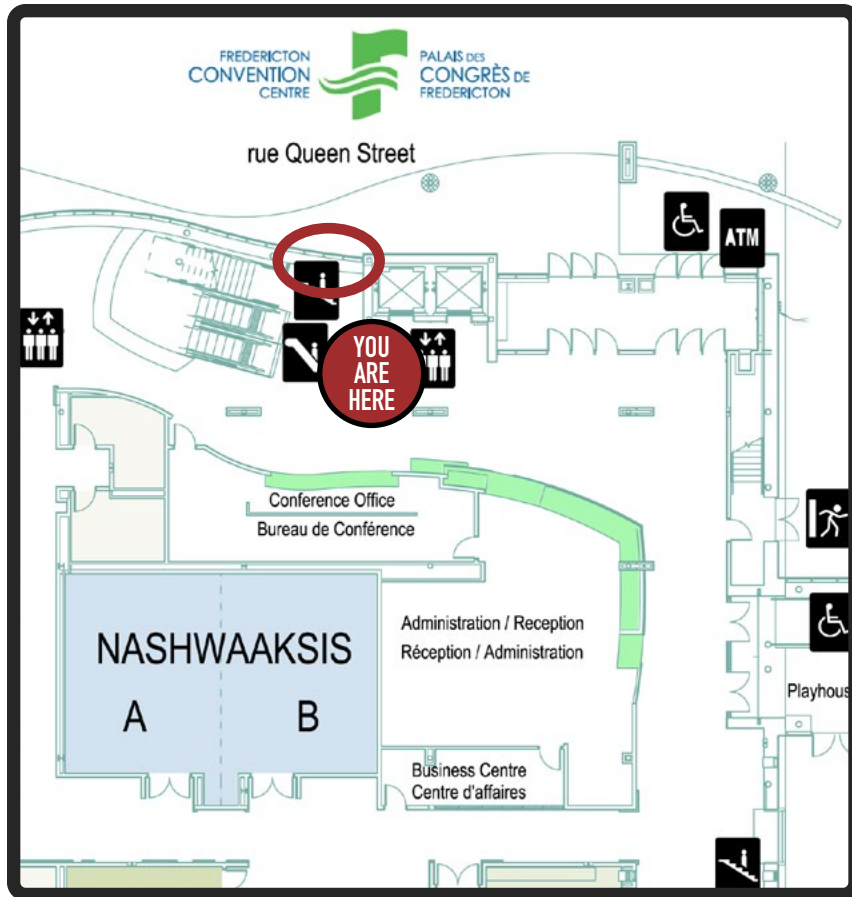 FREDERICTON
CONVENTION
CENTRE
PALAIS DES
CONGRÈS DE
FREDERICTON
rue Queen Street
ATM
YOU
ARE
HERE
Conference Office
Bureau de Conférence
Administration / Reception
Réception / Administration
NASHWAAKSIS
A B
Playhous
Business Centre
Centre d'affaires